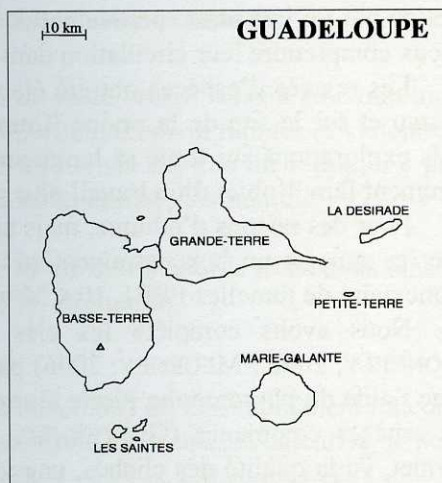 10 km
GUADELOUPE
LA DESIRADE
GRANDE-TERRE
PETITE-TERRE
BASSE-TERRE
MARIE-GALANTE
LES SAINTES